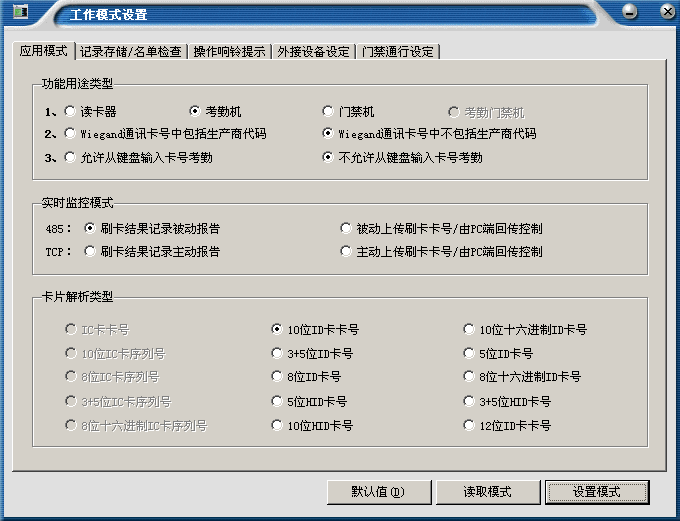 工作模式设置
应用模式 记录存储/名单检查 操作响铃提示 外接设备设定 门禁通行设定
功能用途类型
1、 读卡器 考勤机 门禁机 考勤门禁机
2、 Wiegand通讯卡号中包括生产商代码 Wiegand通讯卡号中不包括生产商代码
3、 允许从键盘输入卡号考勤 不允许从键盘输入卡号考勤
实时监控模式
485： 刷卡结果记录被动报告 被动上传刷卡卡号/由PC端回传控制
TCP： 刷卡结果记录主动报告 主动上传刷卡卡号/由PC端回传控制
卡片解析类型
IC卡卡号 10位ID卡卡号 10位十六进制ID卡号
10位IC卡序列号 3+5位ID卡号 5位ID卡号
8位IC卡序列号 8位ID卡号 8位十六进制ID卡号
3+5位IC卡序列号 5位HID卡号 3+5位HID卡号
8位十六进制IC卡序列号 10位HID卡号 12位ID卡卡号
默认值(D) 读取模式 设置模式